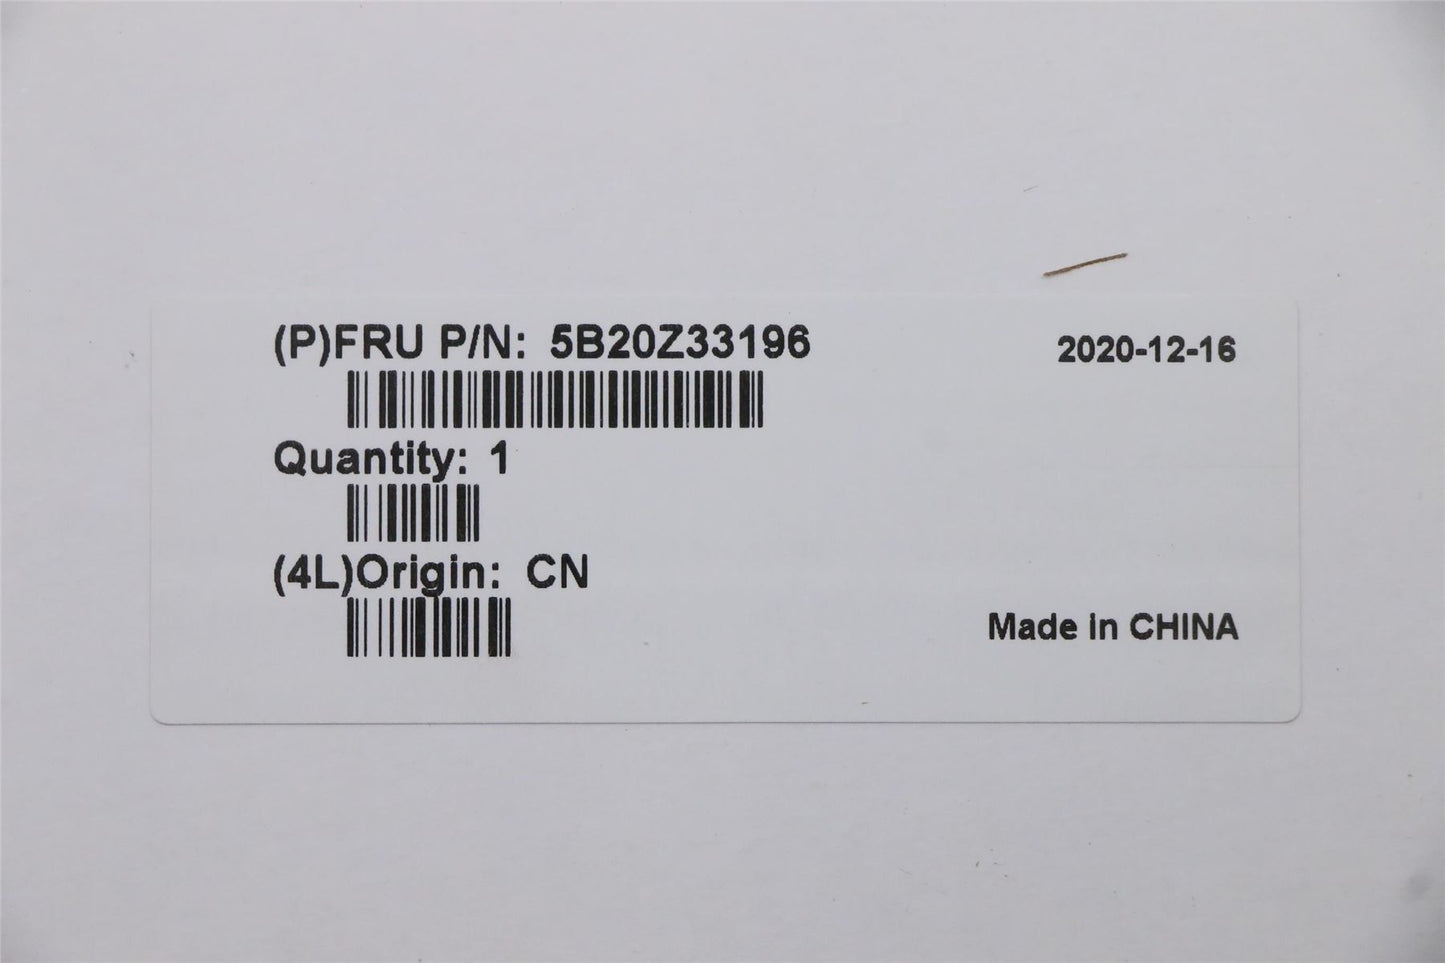 (P)FRU P/N: 5B20Z33196
2020-12-16
Quantity: 1
(4L)Origin: CN
Made in CHINA